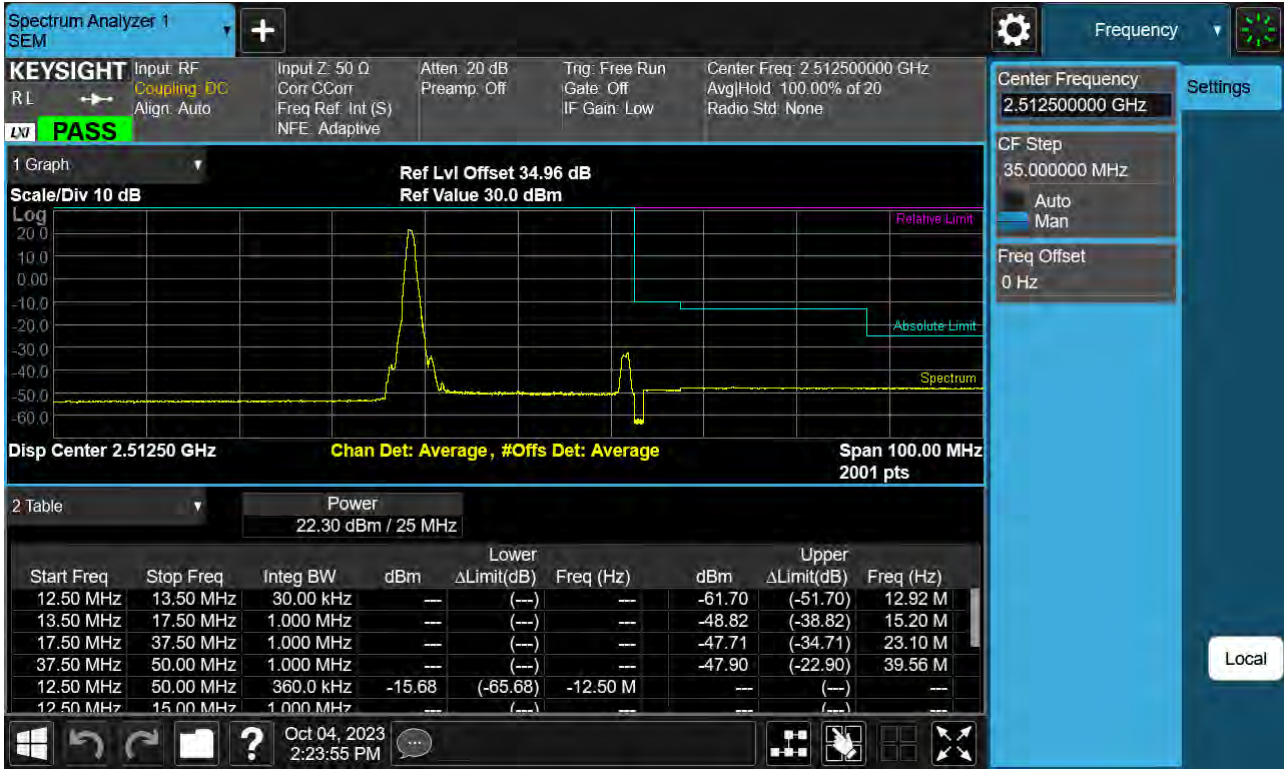 Spectrum Analyzer 1
SEM
Frequency
KEYSIGHT
R L
LXI
PASS
Input: RF
Coupling: DC
Align: Auto
Input Z: 50 Ω
Corr CCorr
Freq Ref: Int (S)
NFE: Adaptive
Atten: 20 dB
Preamp: Off
Trig: Free Run
Gate: Off
IF Gain: Low
Center Freq: 2.512500000 GHz
Avg|Hold: 100.00% of 20
Radio Std: None
Center Frequency
2.512500000 GHz
Settings
CF Step
35.000000 MHz
Auto
Man
Freq Offset
0 Hz
1 Graph
Scale/Div 10 dB
Ref Lvl Offset 34.96 dB
Ref Value 30.0 dBm
Log
20.0
10.0
0.00
-10.0
-20.0
-30.0
-40.0
-50.0
-60.0
Relative Limit
Absolute Limit
Spectrum
Disp Center 2.51250 GHz
Chan Det: Average, #Offs Det: Average
Span 100.00 MHz
2001 pts
2 Table
Power
22.30 dBm / 25 MHz
Lower Upper
Start Freq Stop Freq Integ BW dBm ΔLimit(dB) Freq (Hz) dBm ΔLimit(dB) Freq (Hz)
12.50 MHz 13.50 MHz 30.00 kHz --- (---) --- -61.70 (-51.70) 12.92 M
13.50 MHz 17.50 MHz 1.000 MHz --- (---) --- -48.82 (-38.82) 15.20 M
17.50 MHz 37.50 MHz 1.000 MHz --- (---) --- -47.71 (-34.71) 23.10 M
37.50 MHz 50.00 MHz 1.000 MHz --- (---) --- -47.90 (-22.90) 39.56 M
12.50 MHz 50.00 MHz 360.0 kHz -15.68 (-65.68) -12.50 M --- (---) ---
12.50 MHz 15.00 MHz 1.000 MHz --- (---) --- --- (---) ---
Local
?
Oct 04, 2023
2:23:55 PM